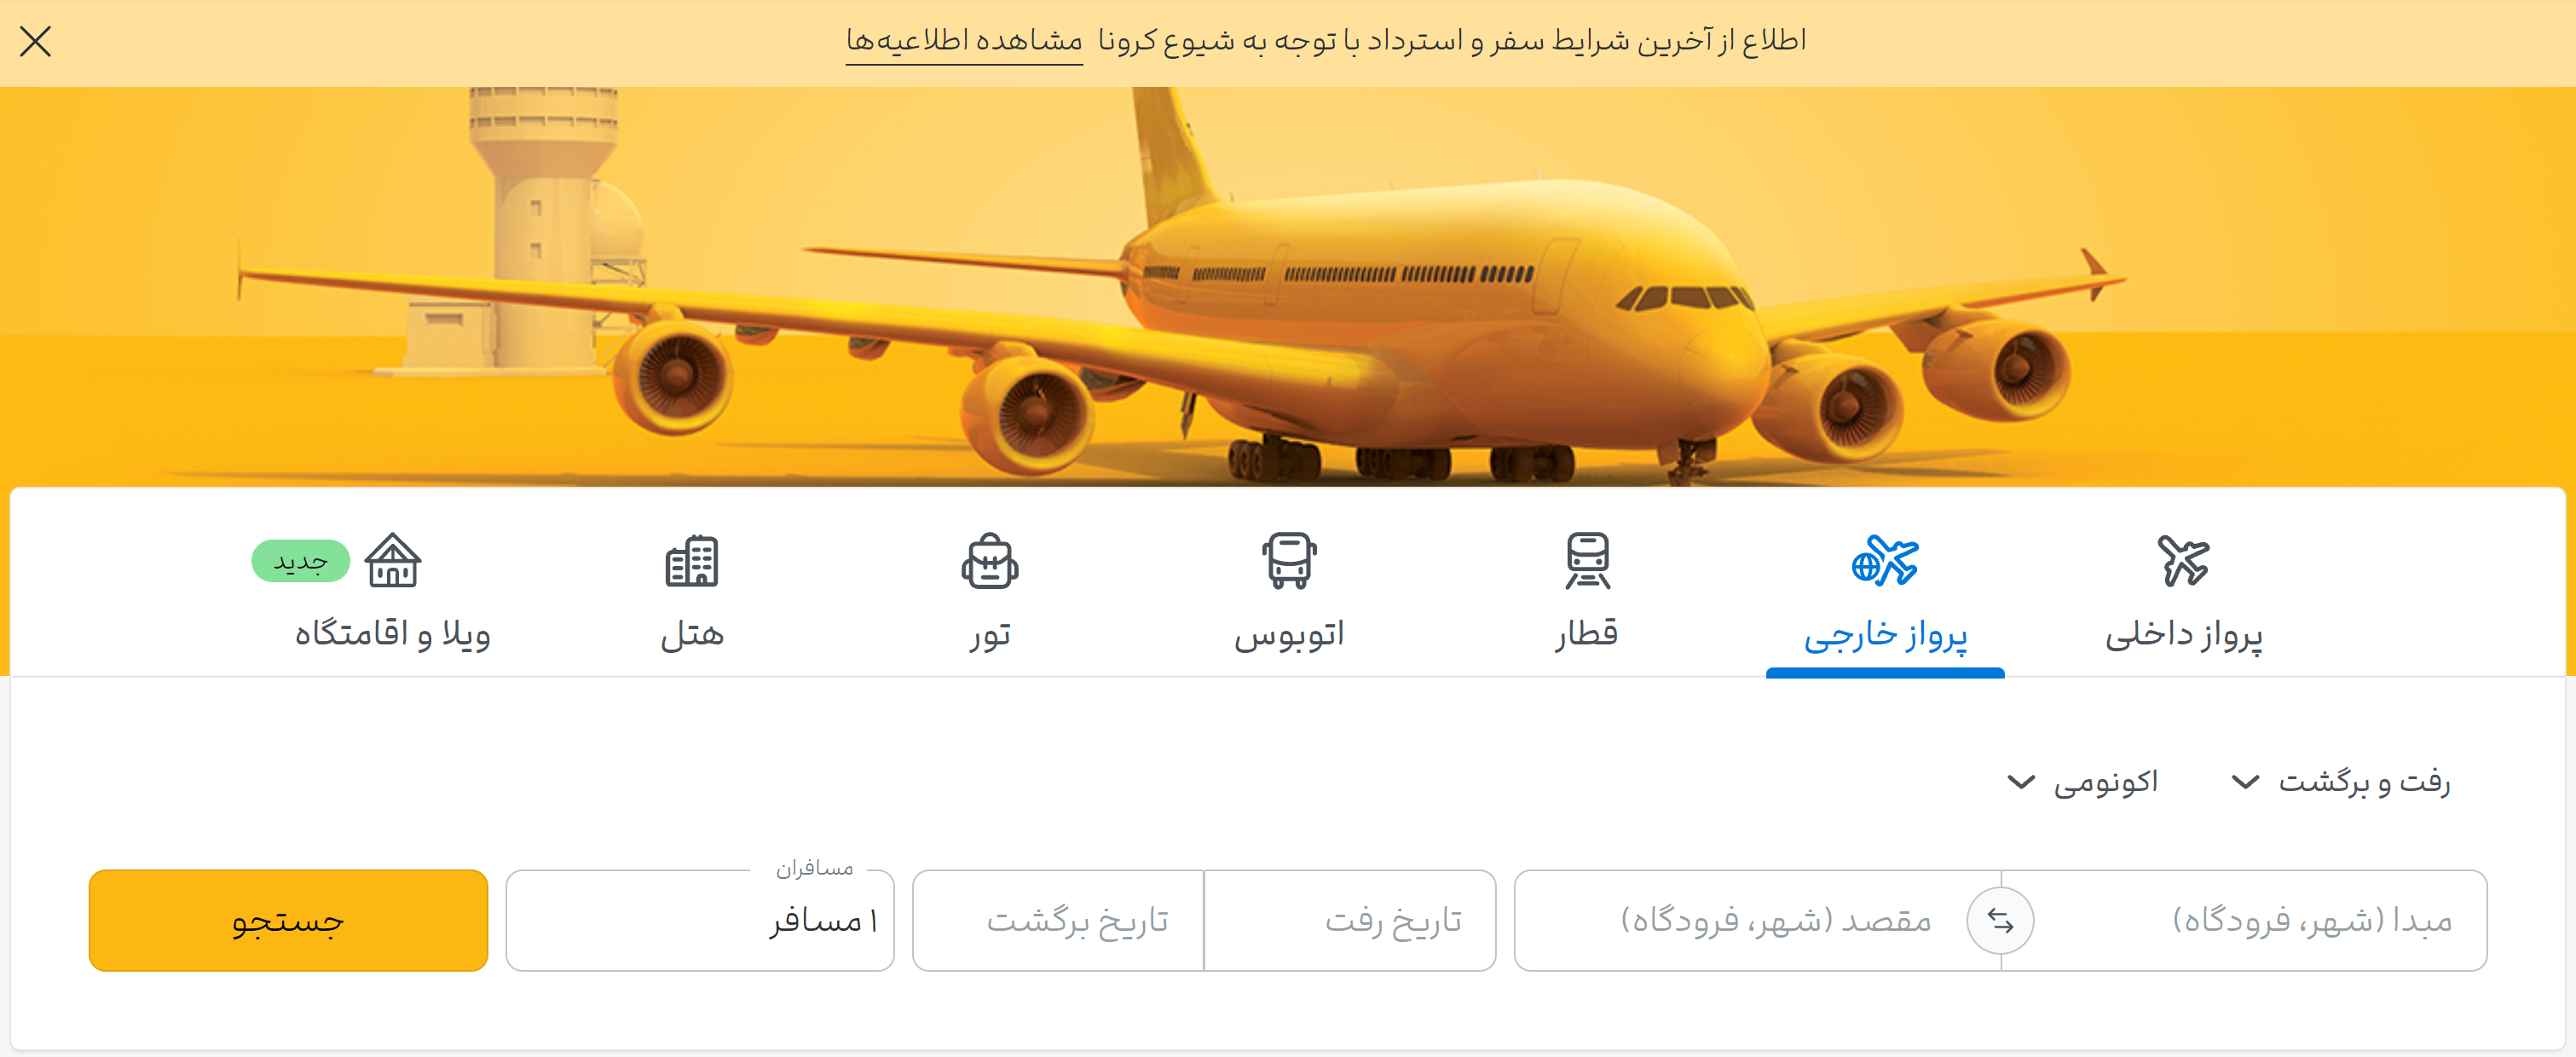 اطلاع از آخرین شرایط سفر و استرداد با توجه به شیوع کرونا مشاهده اطلاعیه‌ها
پرواز داخلی
پرواز خارجی
قطار
اتوبوس
تور
هتل
جدید
ویلا و اقامتگاه
رفت و برگشت
اکونومی
مبدا (شهر، فرودگاه)
مقصد (شهر، فرودگاه)
تاریخ رفت
تاریخ برگشت
مسافران
۱ مسافر
جستجو